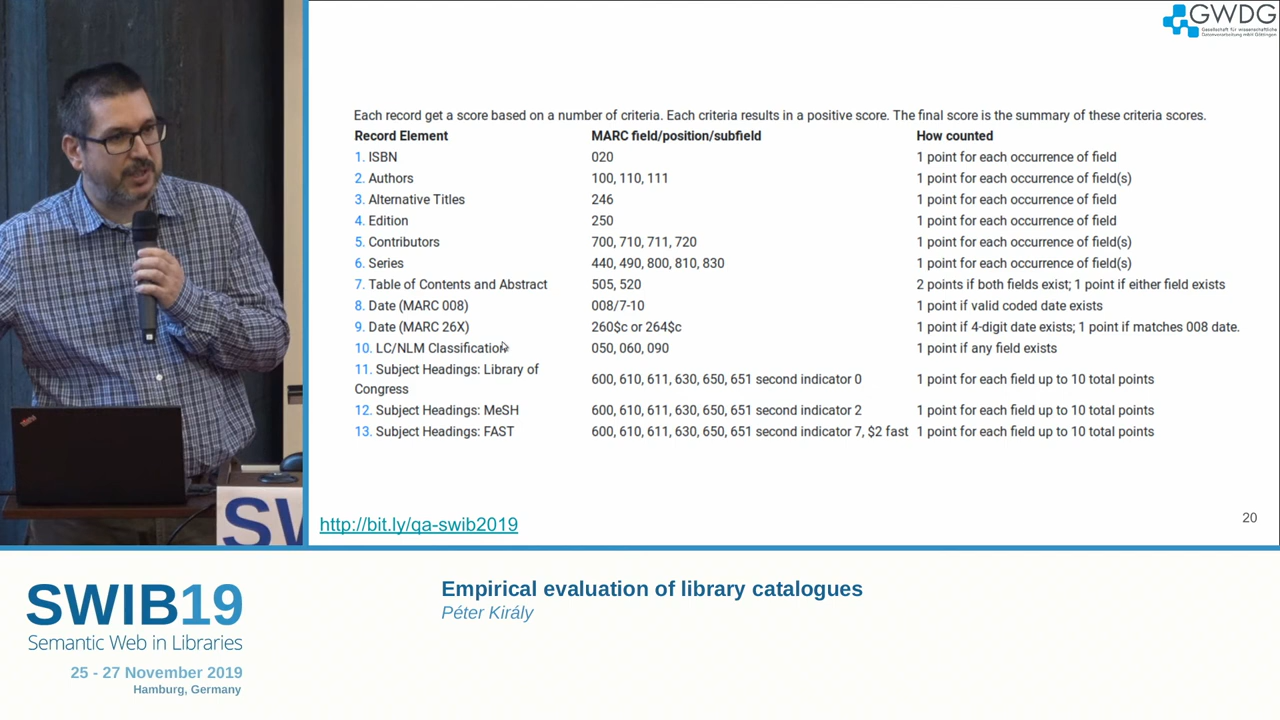 GWDG
Gesellschaft für wissenschaftliche
Datenverarbeitung mbH Göttingen
Each record get a score based on a number of criteria. Each criteria results in a positive score. The final score is the summary of these criteria scores.
Record Element MARC field/position/subfield How counted
1. ISBN 020 1 point for each occurrence of field
2. Authors 100, 110, 111 1 point for each occurrence of field(s)
3. Alternative Titles 246 1 point for each occurrence of field
4. Edition 250 1 point for each occurrence of field
5. Contributors 700, 710, 711, 720 1 point for each occurrence of field(s)
6. Series 440, 490, 800, 810, 830 1 point for each occurrence of field(s)
7. Table of Contents and Abstract 505, 520 2 points if both fields exist; 1 point if either field exists
8. Date (MARC 008) 008/7-10 1 point if valid coded date exists
9. Date (MARC 26X) 260$c or 264$c 1 point if 4-digit date exists; 1 point if matches 008 date.
10. LC/NLM Classification 050, 060, 090 1 point if any field exists
11. Subject Headings: Library of
Congress 600, 610, 611, 630, 650, 651 second indicator 0 1 point for each field up to 10 total points
12. Subject Headings: MeSH 600, 610, 611, 630, 650, 651 second indicator 2 1 point for each field up to 10 total points
13. Subject Headings: FAST 600, 610, 611, 630, 650, 651 second indicator 7, $2 fast 1 point for each field up to 10 total points
http://bit.ly/qa-swib2019
20
SW
SWIB19
Semantic Web in Libraries
25 - 27 November 2019
Hamburg, Germany
Empirical evaluation of library catalogues
Péter Király